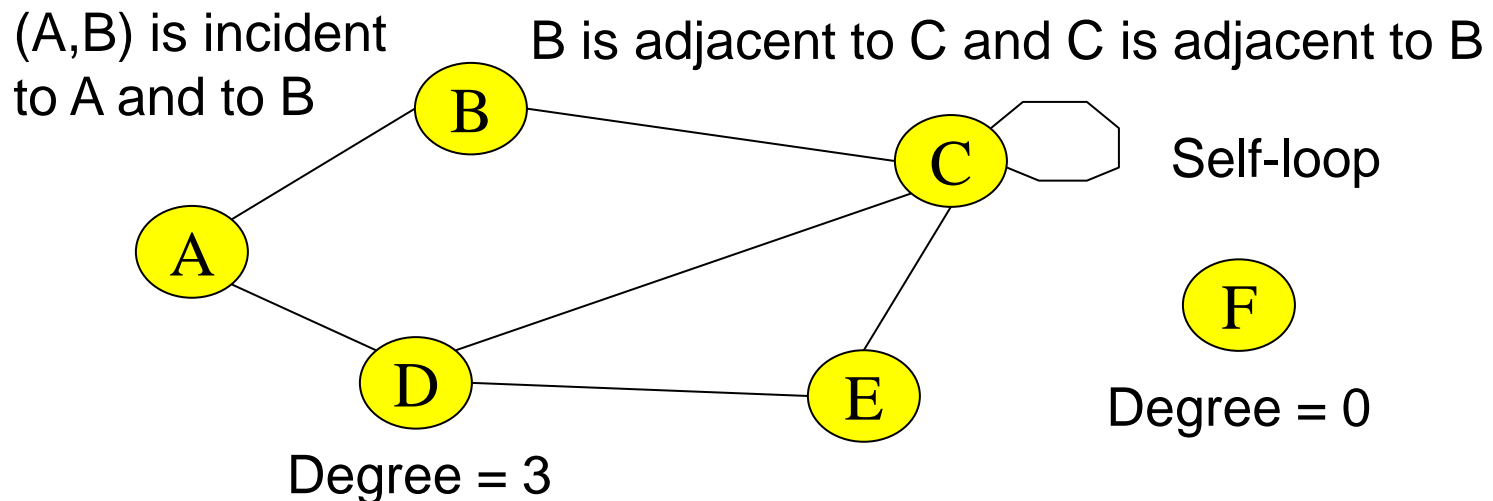 (A,B) is incident
to A and to B
B is adjacent to C and C is adjacent to B
B
C
Self-loop
A
F
D
E
Degree = 0
Degree = 3